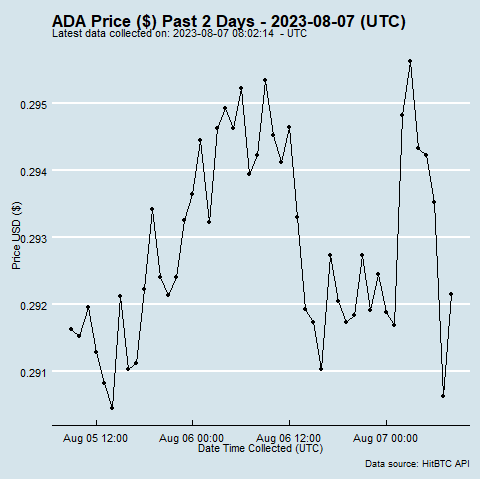 ADA Price ($) Past 2 Days - 2023-08-07 (UTC)
Latest data collected on: 2023-08-07 08:02:14  - UTC
0.295
0.294
0.293
0.292
0.291
Price USD ($)
Aug 05 12:00
Aug 06 00:00
Aug 06 12:00
Aug 07 00:00
Date Time Collected (UTC)
Data source: HitBTC API